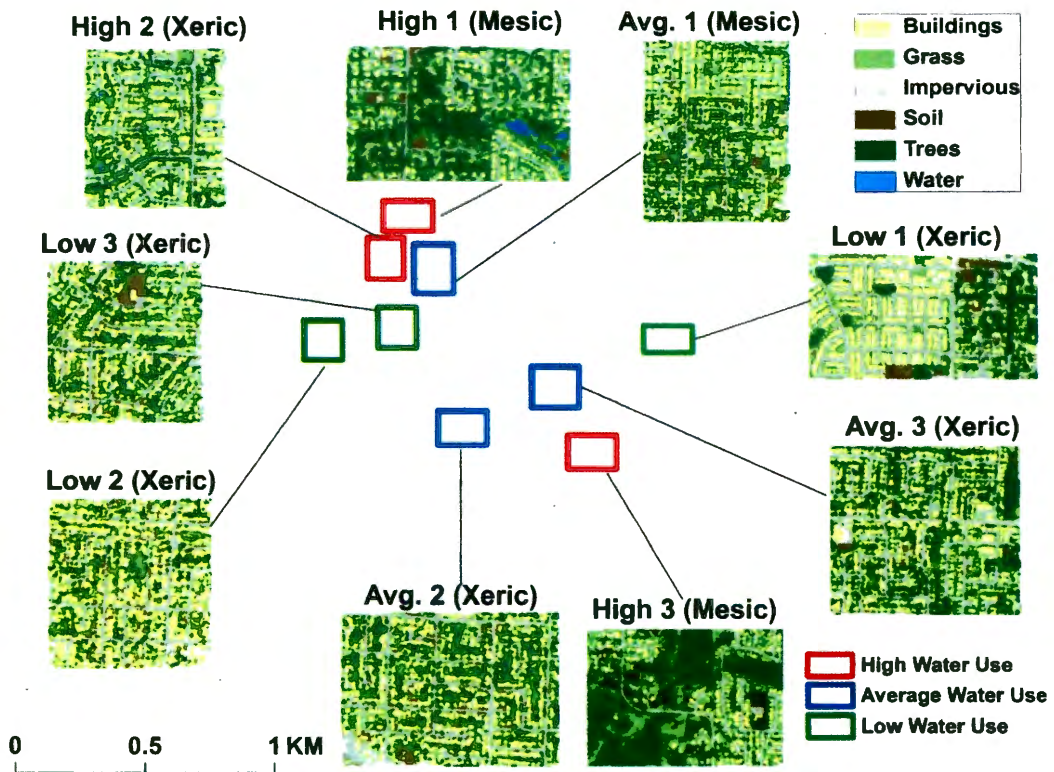 High 2 (Xeric)
High 1 (Mesic)
Avg. 1 (Mesic)
Buildings
Grass
Impervious
Soil
Trees
Water
Low 3 (Xeric)
Low 1 (Xeric)
Avg. 3 (Xeric)
Low 2 (Xeric)
Avg. 2 (Xeric)
High 3 (Mesic)
High Water Use
Average Water Use
Low Water Use
0 0.5 1 KM